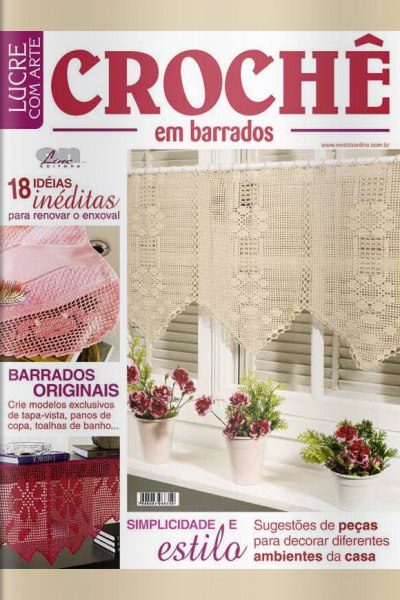 LUCRE
COM ARTE
CROCHÊ
em barrados
www.revistaonline.com.br
Line
EDITORA
18 IDÉIAS
inéditas
para renovar o enxoval
BARRADOS
ORIGINAIS
Crie modelos exclusivos
de tapa-vista, panos de
copa, toalhas de banho...
SIMPLICIDADE E
estilo
Sugestões de peças
para decorar diferentes
ambientes da casa